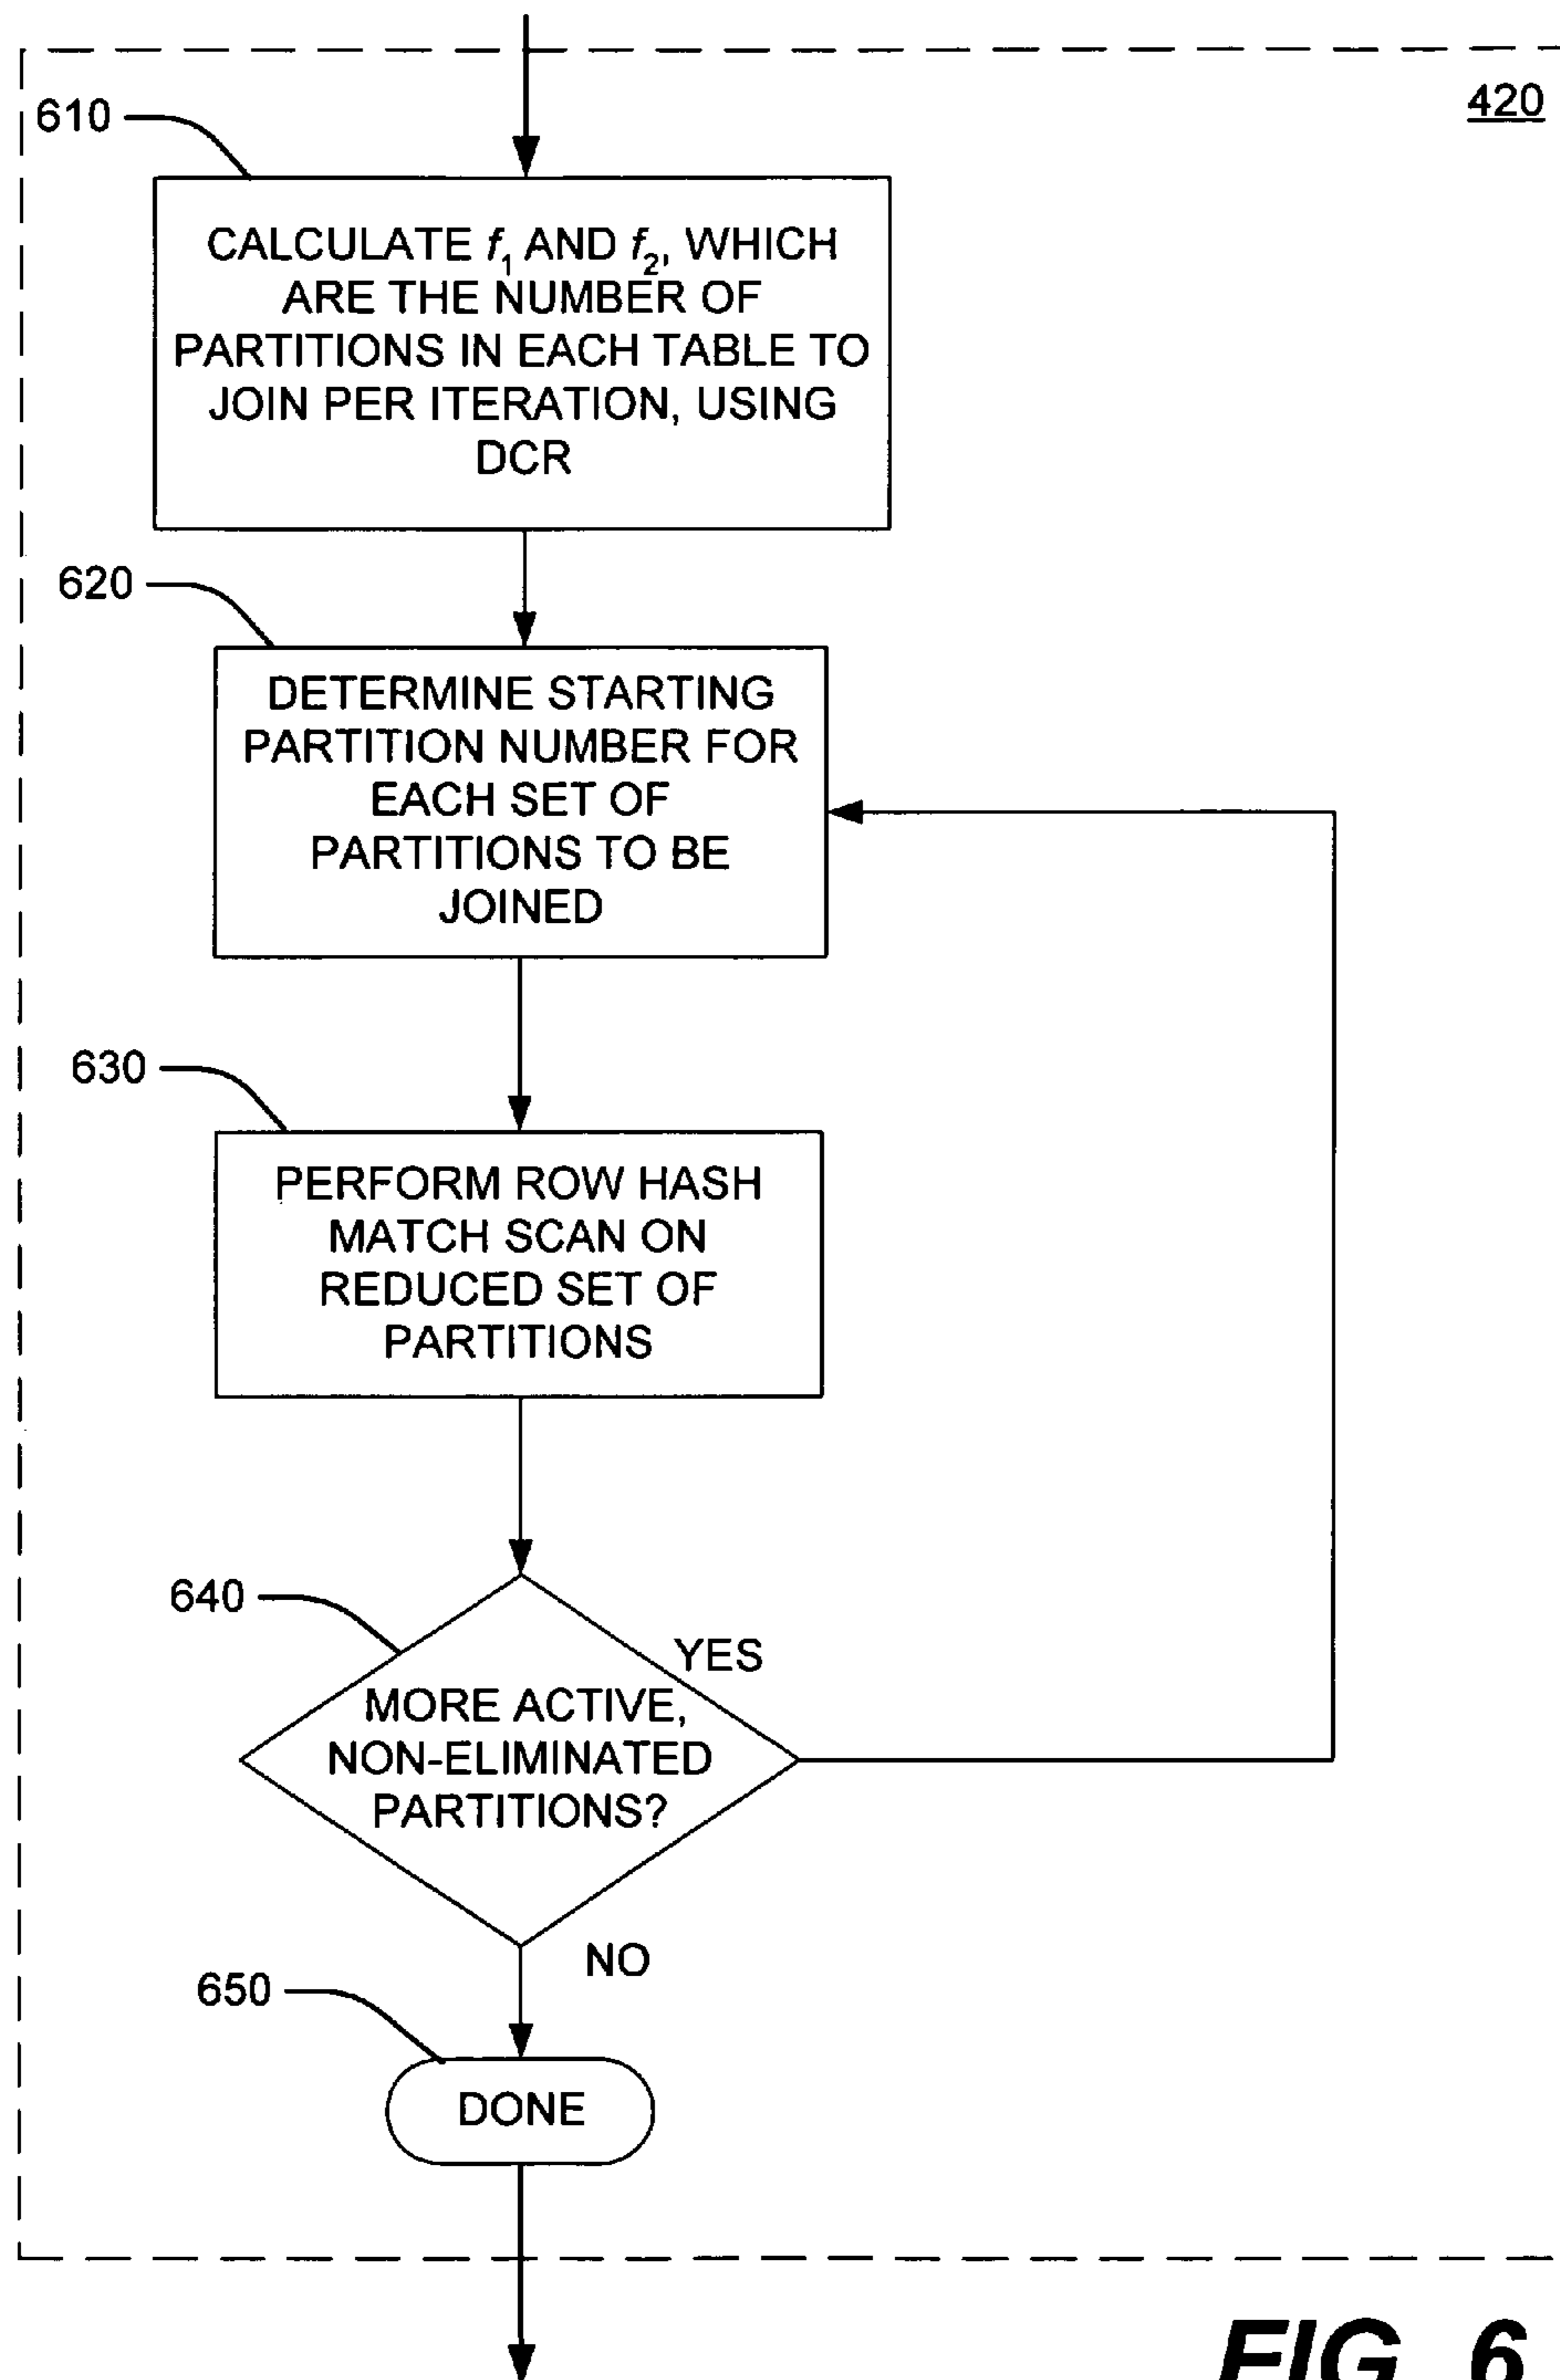 420
610
CALCULATE f1 AND f2, WHICH
ARE THE NUMBER OF
PARTITIONS IN EACH TABLE TO
JOIN PER ITERATION, USING
DCR
620
DETERMINE STARTING
PARTITION NUMBER FOR
EACH SET OF
PARTITIONS TO BE
JOINED
630
PERFORM ROW HASH
MATCH SCAN ON
REDUCED SET OF
PARTITIONS
640
YES
MORE ACTIVE,
NON-ELIMINATED
PARTITIONS?
NO
650
DONE
FIG. 6